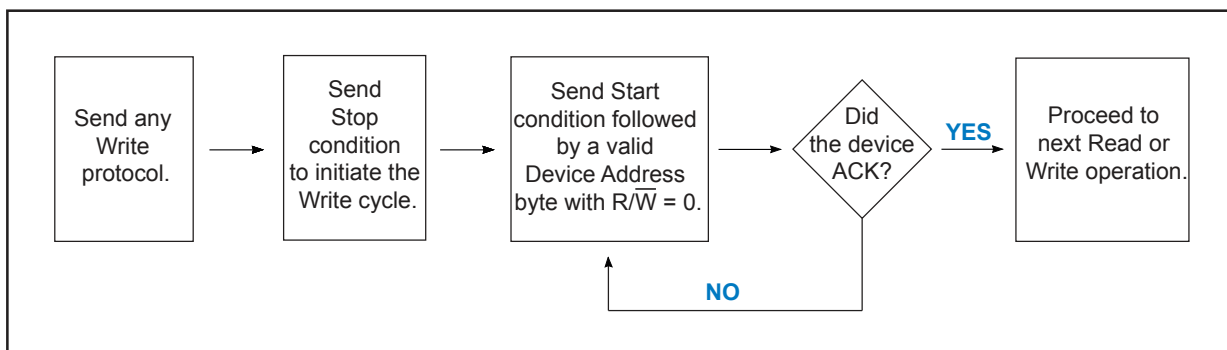 Send any
Write
protocol.
Send
Stop
condition
to initiate the
Write cycle.
Send Start
condition followed
by a valid
Device Address
byte with R/W̅ = 0.
Did
the device
ACK?
YES
NO
Proceed to
next Read or
Write operation.